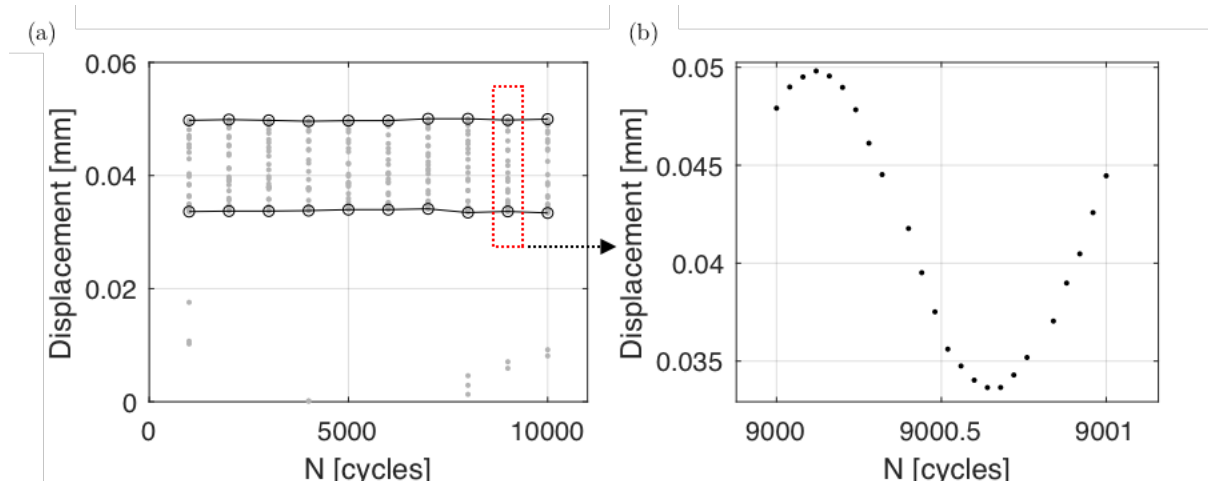 (a)
(b)
Displacement [mm]
0.06
0.04
0.02
0
0
5000
10000
N [cycles]
Displacement [mm]
0.05
0.045
0.04
0.035
9000
9000.5
9001
N [cycles]